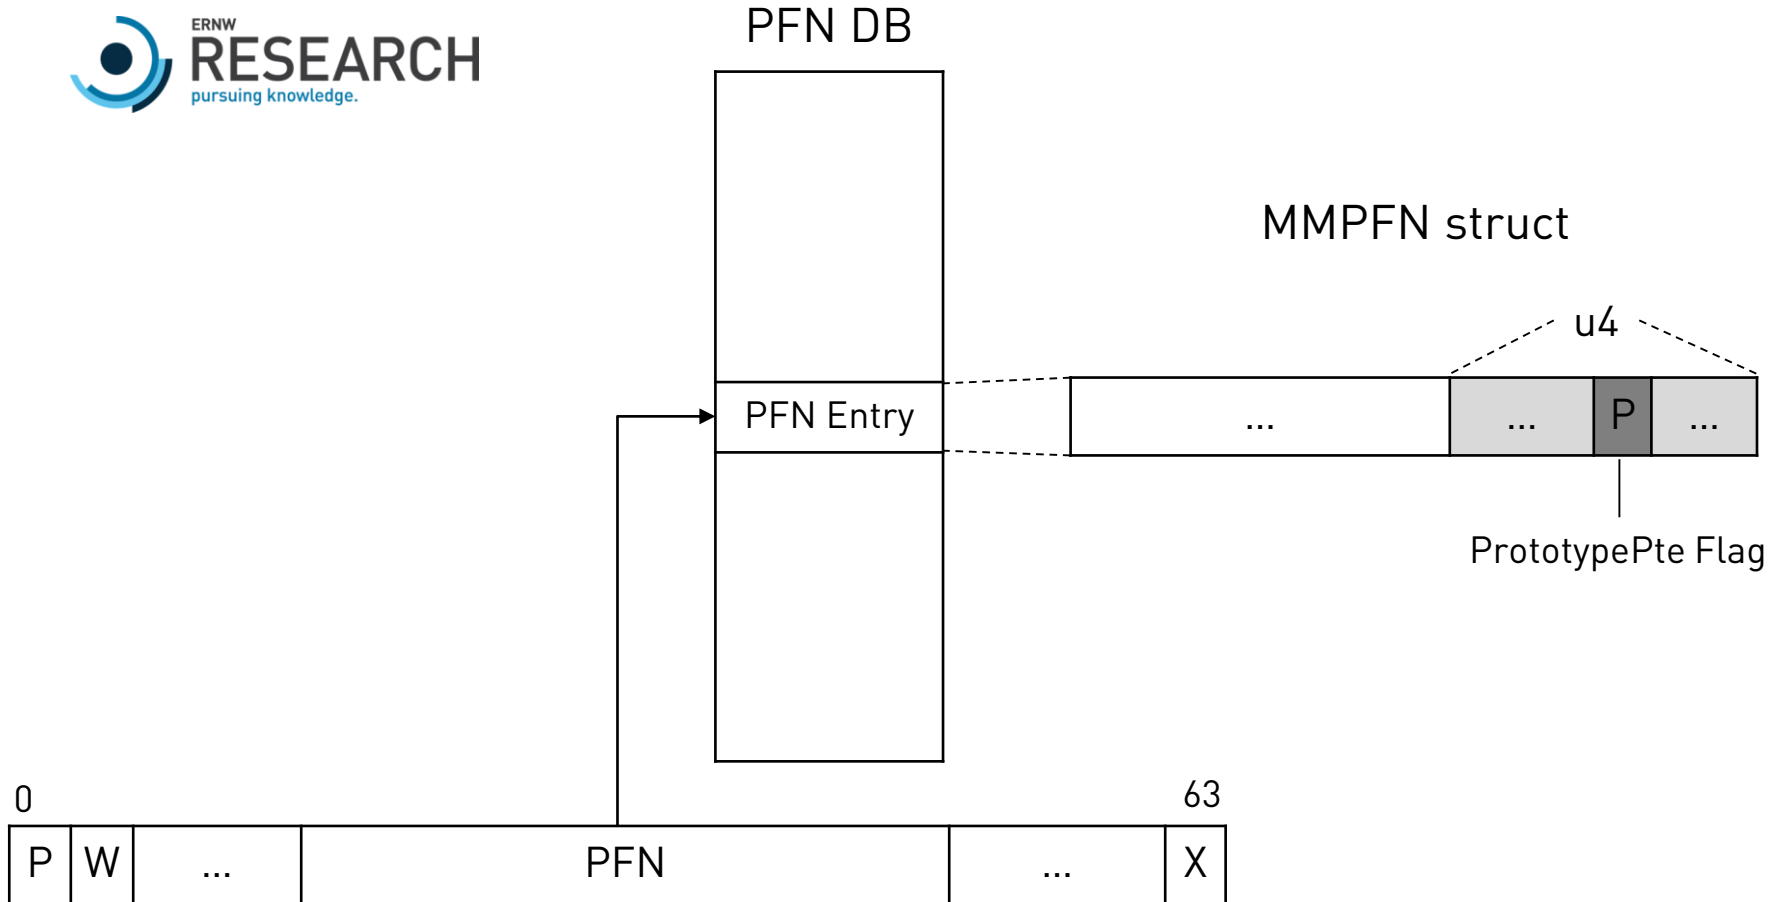 ERNW
RESEARCH
pursuing knowledge.
PFN DB
MMPFN struct
u4
PFN Entry
... ... P ...
PrototypePte Flag
0 63
P W ... PFN ... X